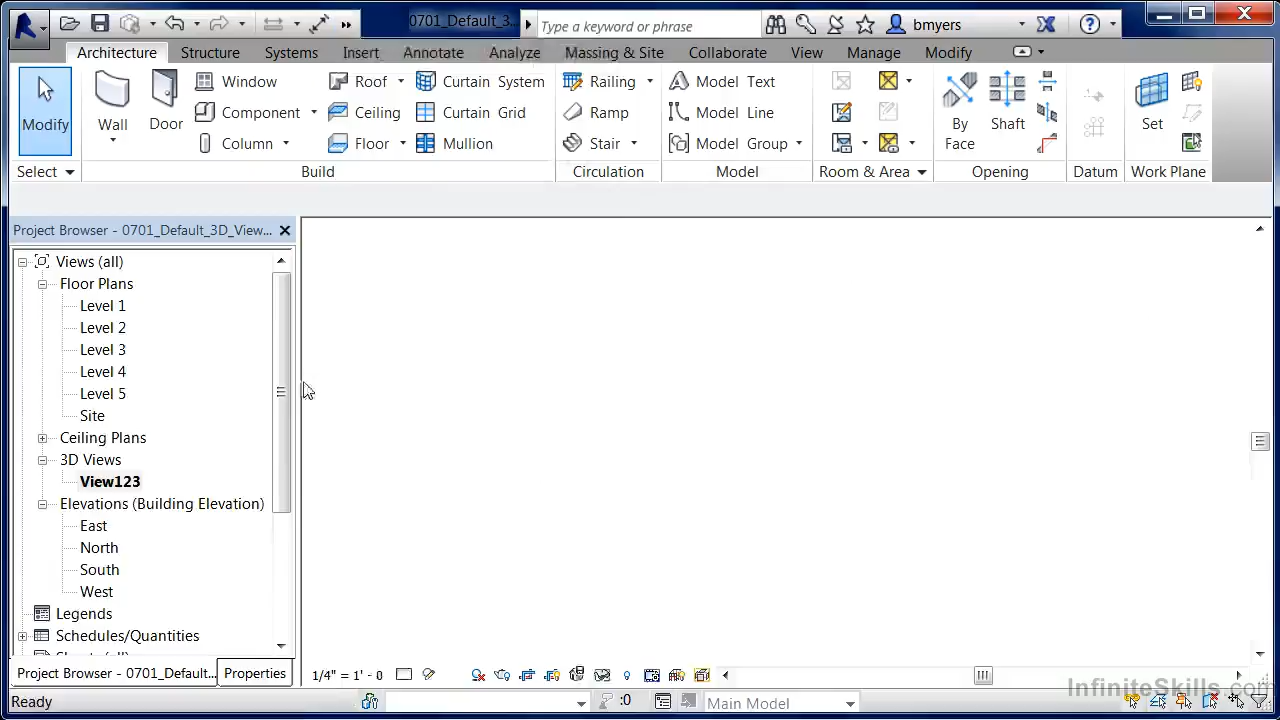 0701_Default_3... Type a keyword or phrase bmyers
Architecture Structure Systems Insert Annotate Analyze Massing & Site Collaborate View Manage Modify
Modify Wall Door Window Roof Curtain System Railing Model Text By Face Shaft Set
Component Ceiling Curtain Grid Ramp Model Line
Column Floor Mullion Stair Model Group
Select Build Circulation Model Room & Area Opening Datum Work Plane
Project Browser - 0701_Default_3D_View...
Views (all)
Floor Plans
Level 1
Level 2
Level 3
Level 4
Level 5
Site
Ceiling Plans
3D Views
View123
Elevations (Building Elevation)
East
North
South
West
Legends
Schedules/Quantities
Sheets (all)
Project Browser - 0701_Default... Properties 1/4" = 1' - 0
Ready :0 Main Model
InfiniteSkills.com